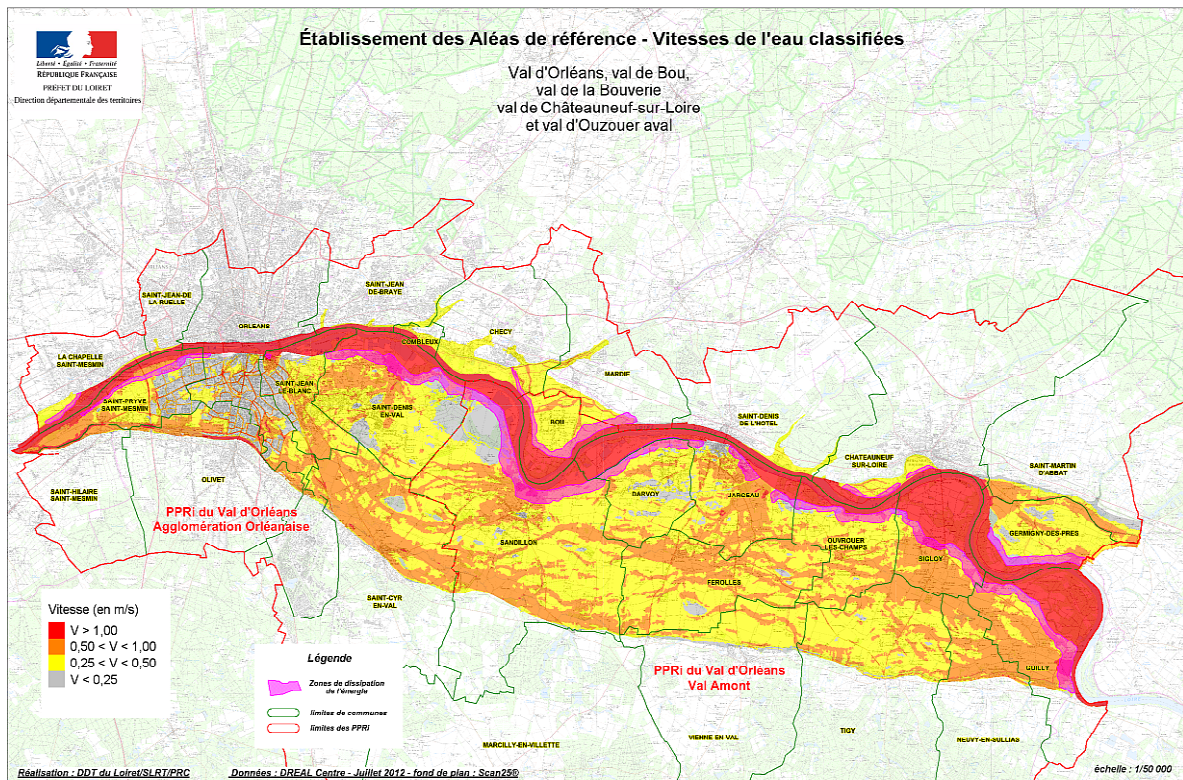 Établissement des Aléas de référence - Vitesses de l'eau classifiées
Val d'Orléans, val de Bou,
val de la Bouverie
val de Châteauneuf-sur-Loire
et val d'Ouzouer aval
Liberté • Égalité • Fraternité
RÉPUBLIQUE FRANÇAISE
PRÉFET DU LOIRET
Direction départementale des territoires
SAINT-JEAN-DE
LA RUELLE
SAINT-JEAN
DE-BRAYE
ORLEANS
COMBLEUX
CHECY
LA CHAPELLE
SAINT-MESMIN
MARDIE
SAINT-JEAN
LE-BLANC
SAINT-PRYVE
SAINT-MESMIN
SAINT-DENIS
EN-VAL
BOU
SAINT-DENIS
DE L'HOTEL
CHATEAUNEUF
SUR-LOIRE
SAINT-MARTIN
D'ABBAT
SAINT-HILAIRE
SAINT-MESMIN
OLIVET
DARVOY
JARGEAU
PPRi du Val d'Orléans
Agglomération Orléanaise
SANDILLON
OUVROUER
LES-CHAMPS
GERMIGNY-DES-PRES
SIGLOY
FEROLLES
SAINT-CYR
EN-VAL
GUILLY
PPRi du Val d'Orléans
Val Amont
TIGY
VIENNE EN VAL
NEUVY-EN-SULLIAS
MARCILLY-EN-VILLETTE
Vitesse (en m/s)
V > 1,00
0,50 < V < 1,00
0,25 < V < 0,50
V < 0,25
Légende
Zones de dissipation
de l'énergie
limites de communes
limites des PPRI
Réalisation : DDT du Loiret/SLRT/PRC
Données : DREAL Centre - Juillet 2012 - fond de plan : Scan25®
échelle : 1/50 000